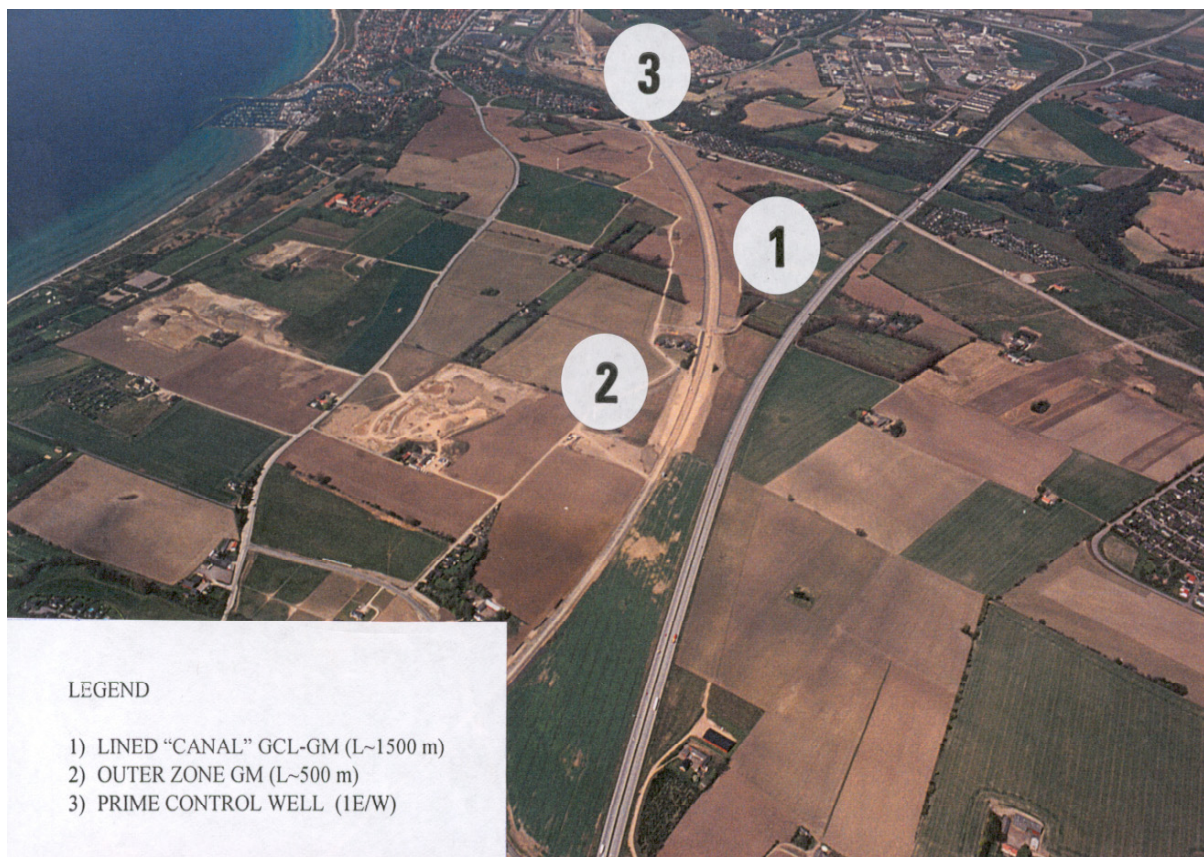 3
1
2
LEGEND
1) LINED “CANAL” GCL-GM (L~1500 m)
2) OUTER ZONE GM (L~500 m)
3) PRIME CONTROL WELL (1E/W)